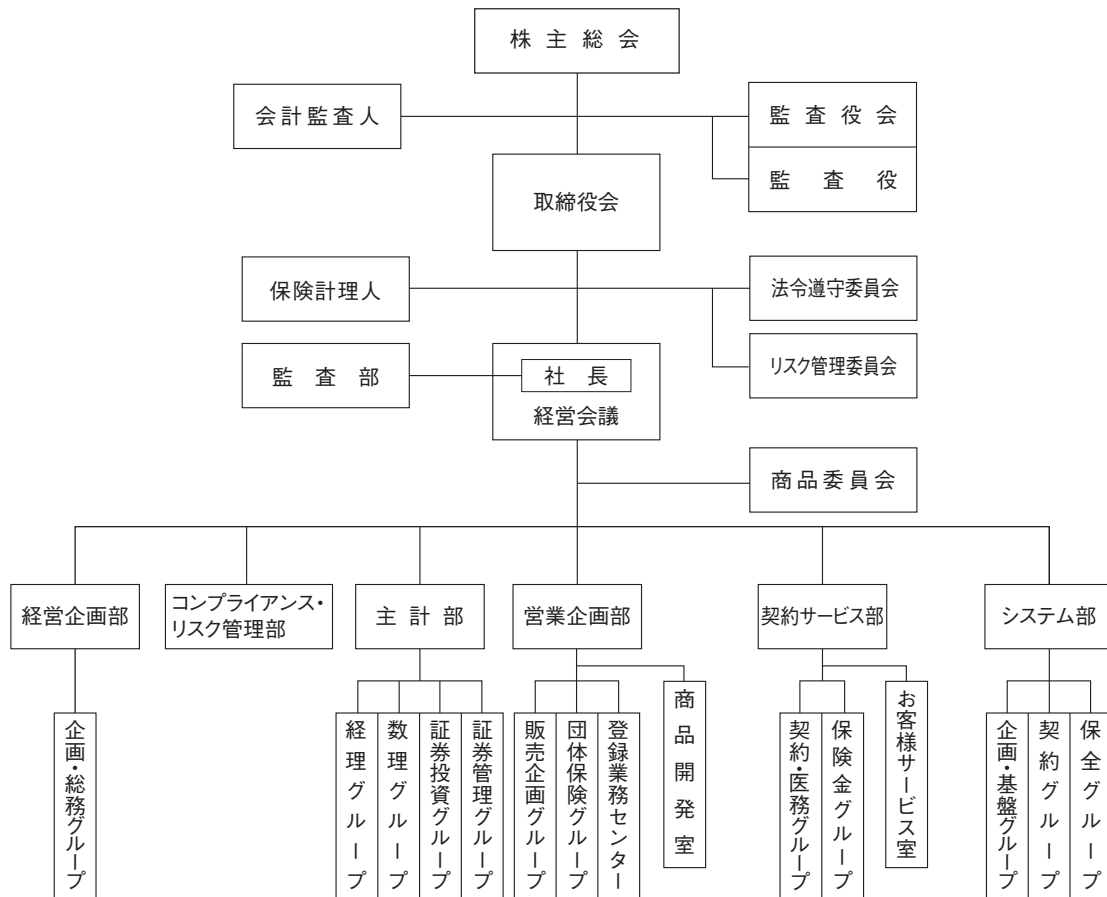 株主総会
会計監査人
監査役会
監査役
取締役会
保険計理人
法令遵守委員会
リスク管理委員会
監査部
社長
経営会議
商品委員会
経営企画部
コンプライアンス・
リスク管理部
主計部
営業企画部
契約サービス部
システム部
企画・総務グループ
経理グループ
数理グループ
証券投資グループ
証券管理グループ
販売企画グループ
団体保険グループ
登録業務センター
商品開発室
契約・医務グループ
保険金グループ
お客様サービス室
企画・基盤グループ
契約グループ
保全グループ